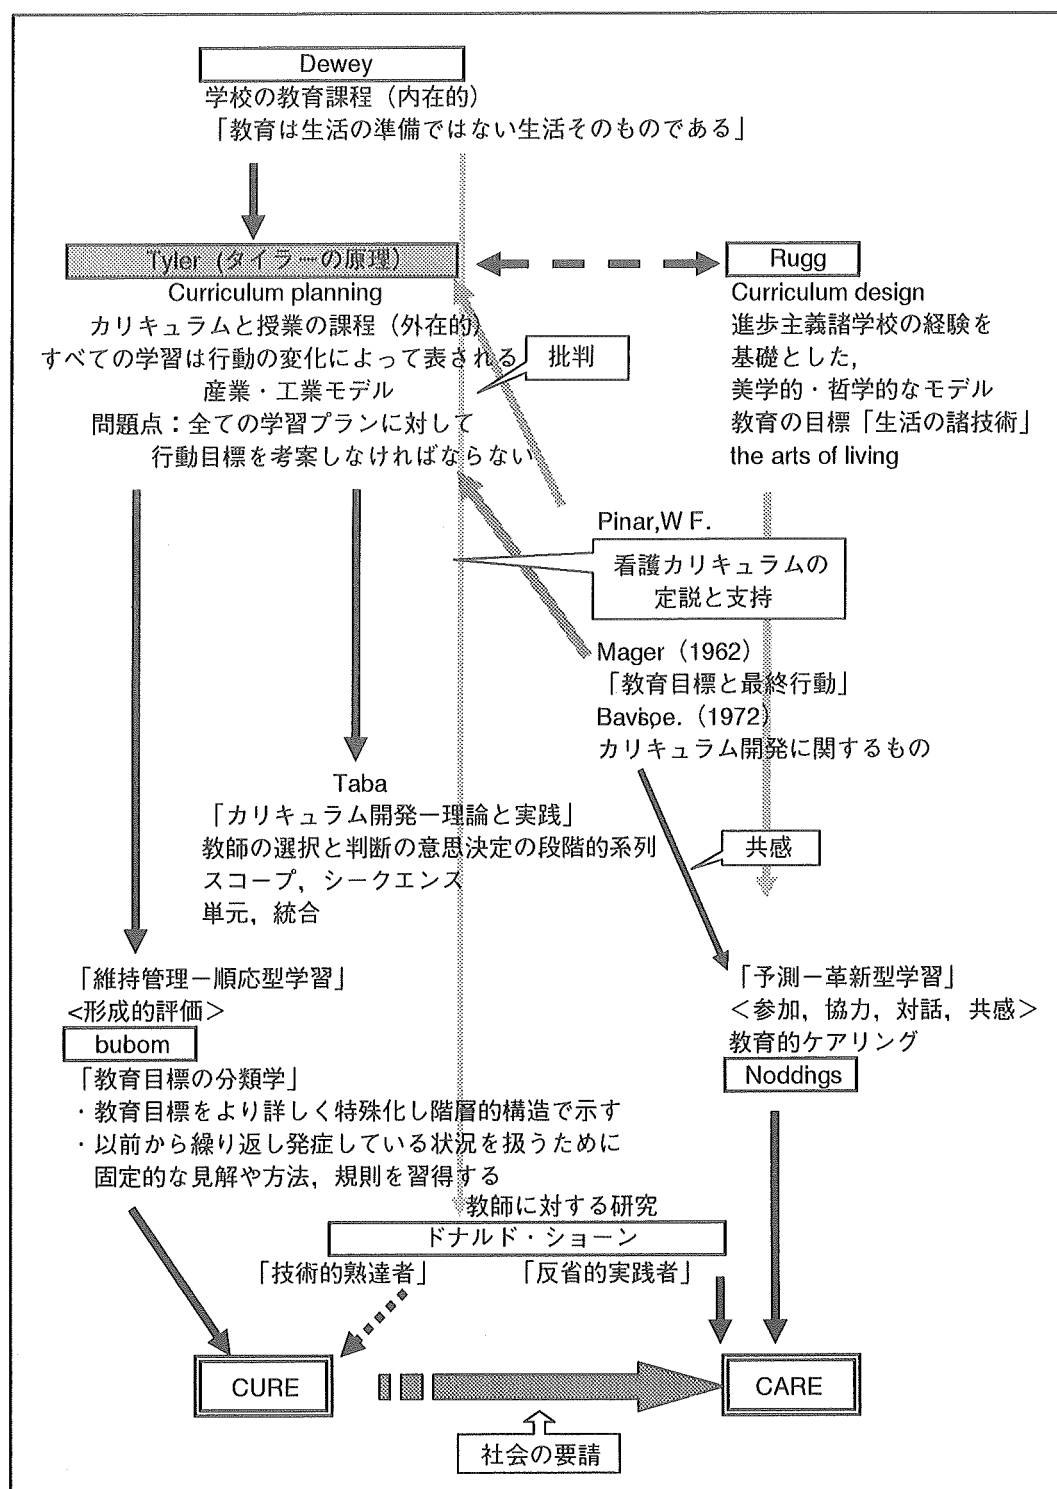 Dewey
学校の教育課程（内在的）
「教育は生活の準備ではない生活そのものである」
Tyler（タイラーの原理）
Curriculum planning
カリキュラムと授業の課程（外在的）
すべての学習は行動の変化によって表される
産業・工業モデル
問題点：全ての学習プランに対して
行動目標を考案しなければならない
批判
Rugg
Curriculum design
進歩主義諸学校の経験を
基礎とした，
美学的・哲学的なモデル
教育の目標「生活の諸技術」
the arts of living
Pinar,W F.
看護カリキュラムの
定説と支持
Mager（1962）
「教育目標と最終行動」
Bavispe.（1972）
カリキュラム開発に関するもの
Taba
「カリキュラム開発－理論と実践」
教師の選択と判断の意思決定の段階的系列
スコープ，シークエンス
単元，統合
共感
「維持管理－順応型学習」
<形成的評価>
bubom
「教育目標の分類学」
・教育目標をより詳しく特殊化し階層的構造で示す
・以前から繰り返し発症している状況を扱うために
固定的な見解や方法，規則を習得する
「予測－革新型学習」
＜参加，協力，対話，共感＞
教育的ケアリング
Noddings
教師に対する研究
ドナルド・ショーン
「技術的熟達者」
「反省的実践者」
CURE
CARE
社会の要請